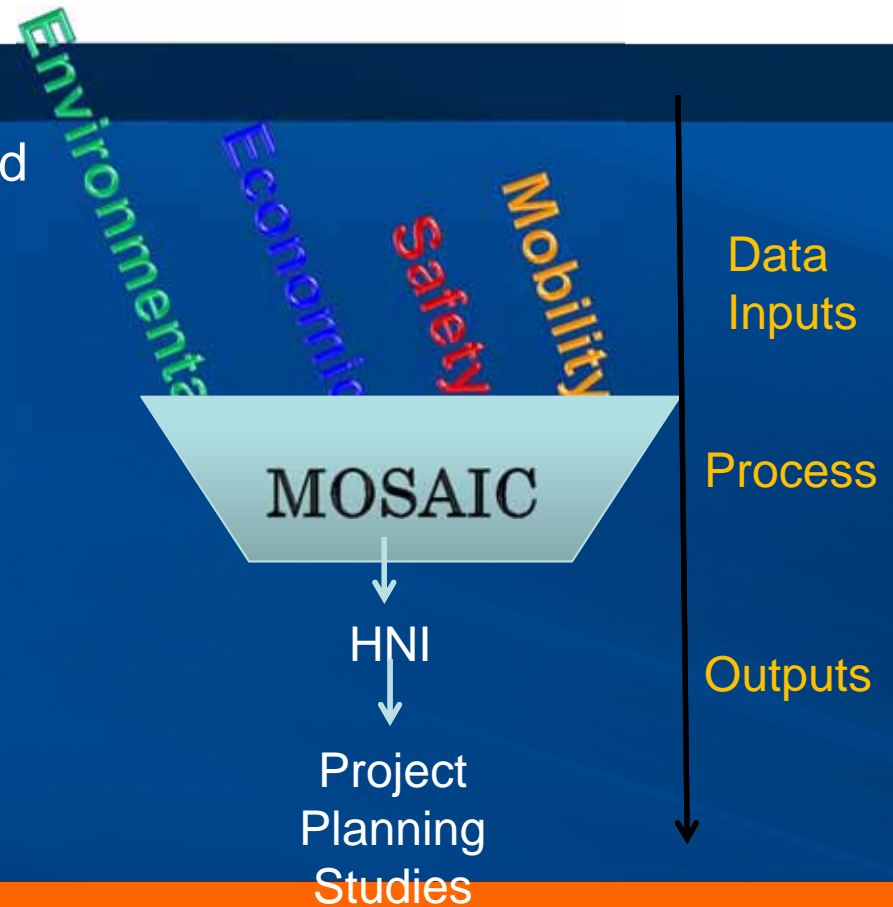 d
Environmenta
Economic
Safety
Mobility
Data
Inputs
MOSAIC
Process
HNI
Outputs
Project
Planning
Studies